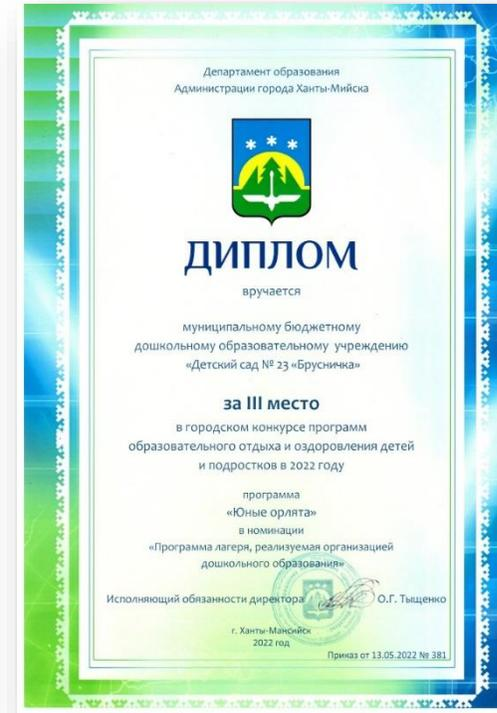 Департамент образования
Администрации города Ханты-Мийска
ДИПЛОМ
вручается
муниципальному бюджетному
дошкольному образовательному учреждению
«Детский сад № 23 «Брусничка»
за III место
в городском конкурсе программ
образовательного отдыха и оздоровления детей
и подростков в 2022 году
программа
«Юные орлята»
в номинации
«Программа лагеря, реализуемая организацией
дошкольного образования»
Исполняющий обязанности директора О.Г. Тыщенко
г. Ханты-Мансийск
2022 год
Приказ от 13.05.2022 № 381